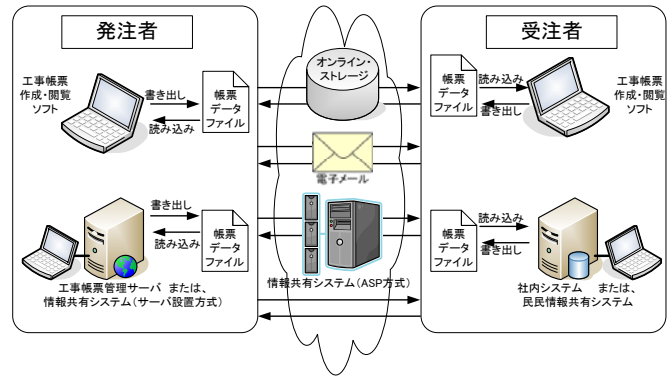 発注者
工事帳票
作成・閲覧
ソフト
書き出し
読み込み
帳票
データ
ファイル
書き出し
読み込み
帳票
データ
ファイル
工事帳票管理サーバ または、
情報共有システム（サーバ設置方式）
オンライン・
ストレージ
電子メール
情報共有システム（ASP方式）
受注者
帳票
データ
ファイル
読み込み
書き出し
工事帳票
作成・閲覧
ソフト
帳票
データ
ファイル
読み込み
書き出し
社内システム または、
民民情報共有システム